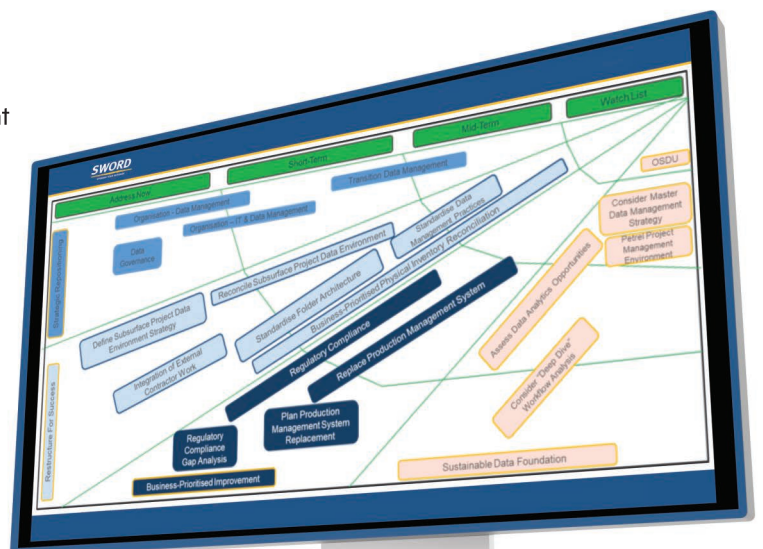 nt
SWORD
Address Now
Short-Term
Mid-Term
Watch List
Strategic Repositioning
Organisation - Data Management
Transition Data Management
Organisation – IT & Data Management
Data
Governance
OSDU
Consider Master
Data Management
Strategy
Petrel Project
Management
Environment
Standardise Data
Management Practices
Reconcile Subsurface Project Data Environment
Business-Prioritised Physical Inventory Reconciliation
Define Subsurface Project Data
Environment Strategy
Standardise Folder Architecture
Assess Data Analytics Opportunities
Integration of External
Contractor Work
Regulatory Compliance
Replace Production Management System
Consider "Deep Dive"
Workflow Analysis
Restructure For Success
Regulatory
Compliance
Gap Analysis
Plan Production
Management System
Replacement
Business-Prioritised Improvement
Sustainable Data Foundation